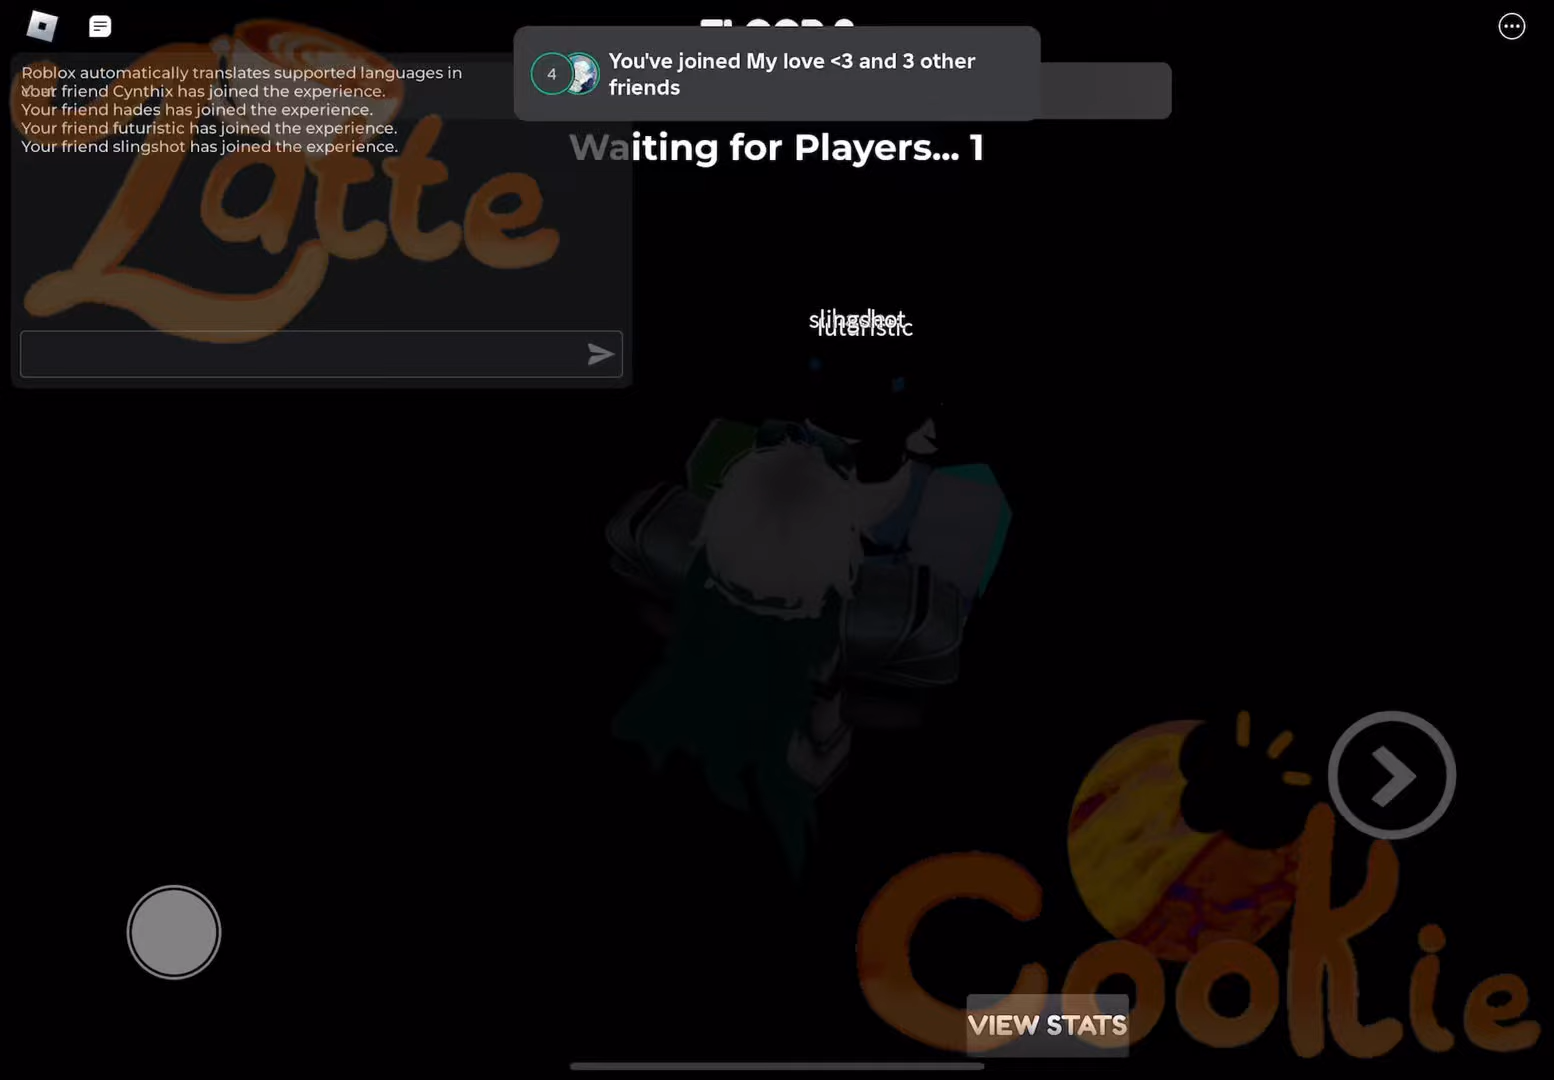 4
You've joined My love <3 and 3 other
friends
Roblox automatically translates supported languages in
Your friend Cynthix has joined the experience.
Your friend hades has joined the experience.
Your friend futuristic has joined the experience.
Your friend slingshot has joined the experience.
Waiting for Players... 1
Latte
slingshot
futuristic
Cookie
VIEW STATS